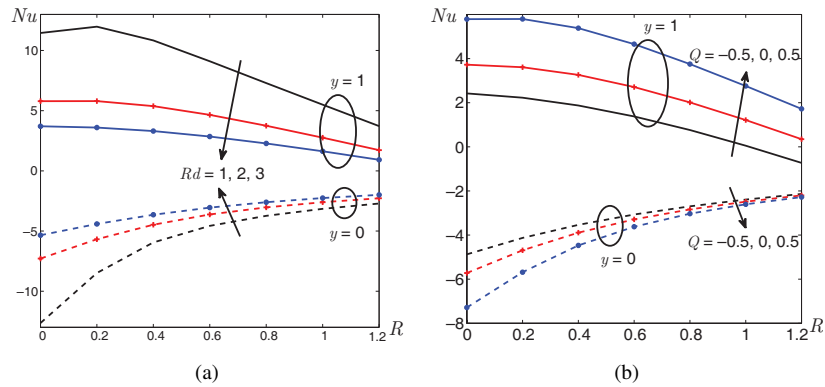 Nu
10
5
0
−5
−10
0
0.2
0.4
0.6
0.8
1
1.2
R
y = 1
Rd = 1, 2, 3
y = 0
(a)
Nu
4
2
0
−2
−4
−6
−8
0
0.2
0.4
0.6
0.8
1.0
1.2
R
y = 1
Q = −0.5, 0, 0.5
Q = −0.5, 0, 0.5
y = 0
(b)